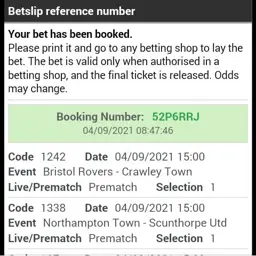 Betslip reference number
Your bet has been booked.
Please print it and go to any betting shop to lay the
bet. The bet is valid only when authorised in a
betting shop, and the final ticket is released. Odds
may change.
Booking Number: 52P6RRJ
04/09/2021 08:47:46
Code 1242 Date 04/09/2021 15:00
Event Bristol Rovers - Crawley Town
Live/Prematch Prematch Selection 1
Code 1338 Date 04/09/2021 15:00
Event Northampton Town - Scunthorpe Utd
Live/Prematch Prematch Selection 1